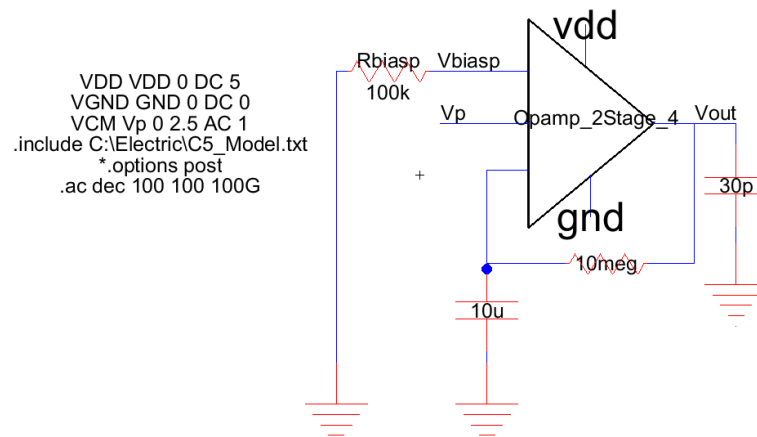 vdd
Rbiasp Vbiasp
100k
VDD VDD 0 DC 5
VGND GND 0 DC 0
VCM Vp 0 2.5 AC 1
.include C:\Electric\C5_Model.txt
*.options post
.ac dec 100 100 100G
Vp
Opamp_2Stage_4
Vout
30p
gnd
10meg
10u